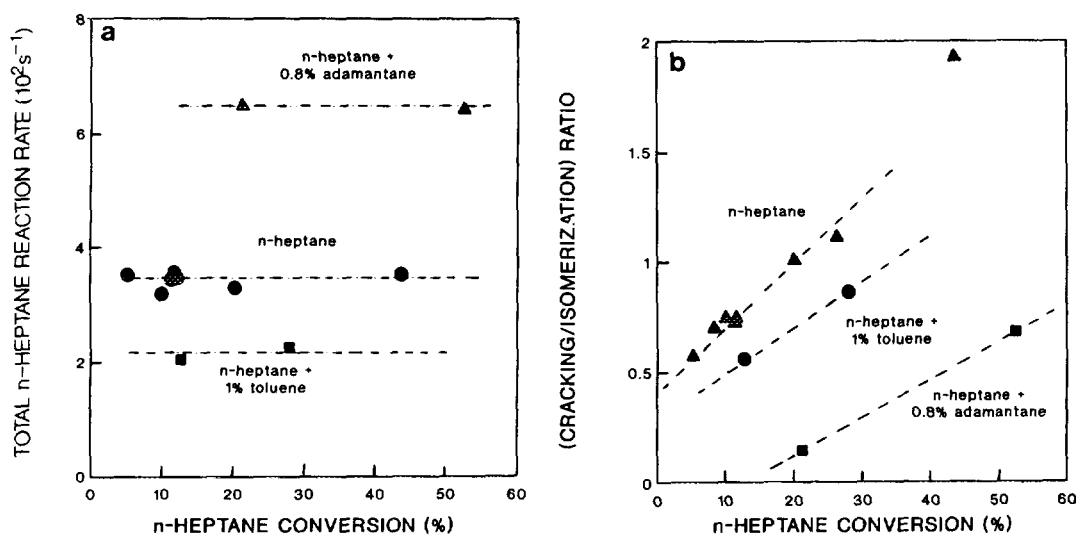 a
TOTAL n-HEPTANE REACTION RATE (10²s⁻¹)
8
6
4
2
0
n-heptane +
0.8% adamantane
n-heptane
n-heptane +
1% toluene
0 10 20 30 40 50 60
n-HEPTANE CONVERSION (%)
b
(CRACKING/ISOMERIZATION) RATIO
2
1.5
1
0.5
0
n-heptane
n-heptane +
1% toluene
n-heptane +
0.8% adamantane
0 10 20 30 40 50 60
n-HEPTANE CONVERSION (%)